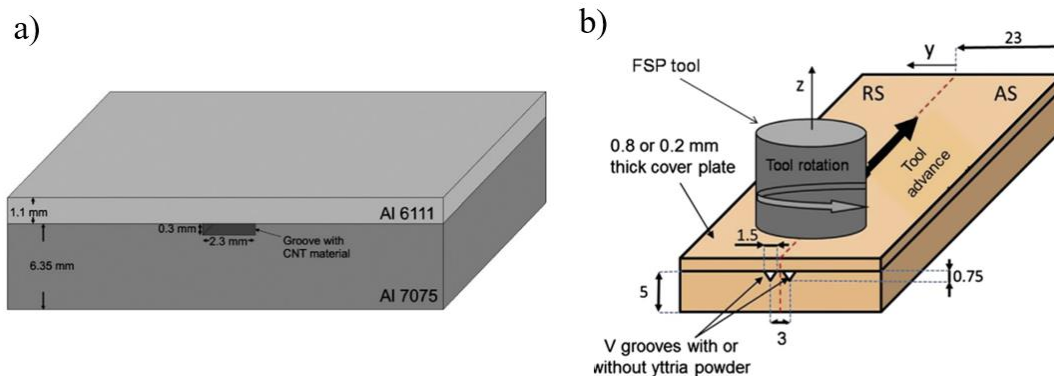 a)
1.1 mm
Al 6111
0.3 mm
2.3 mm
Groove with
CNT material
6.35 mm
Al 7075
b)
23
y
FSP tool
z
RS
AS
0.8 or 0.2 mm
thick cover plate
Tool rotation
Tool
advance
1.5
0.75
5
3
V grooves with or
without yttria powder